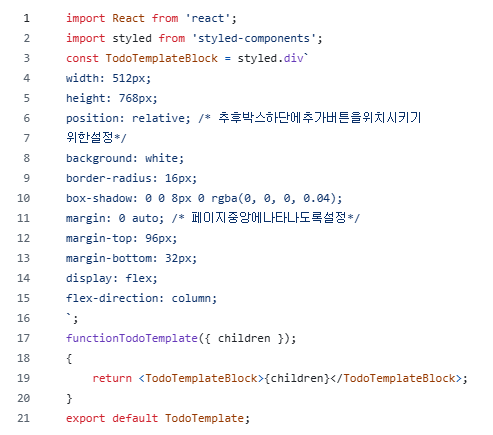 1 import React from 'react';
2 import styled from 'styled-components';
3 const TodoTemplateBlock = styled.div`
4 width: 512px;
5 height: 768px;
6 position: relative; /* 추후박스하단에추가버튼을위치시키기
7 위한설정*/
8 background: white;
9 border-radius: 16px;
10 box-shadow: 0 0 8px 0 rgba(0, 0, 0, 0.04);
11 margin: 0 auto; /* 페이지중앙에나타나도록설정*/
12 margin-top: 96px;
13 margin-bottom: 32px;
14 display: flex;
15 flex-direction: column;
16 `;
17 functionTodoTemplate({ children });
18 {
19     return <TodoTemplateBlock>{children}</TodoTemplateBlock>;
20 }
21 export default TodoTemplate;